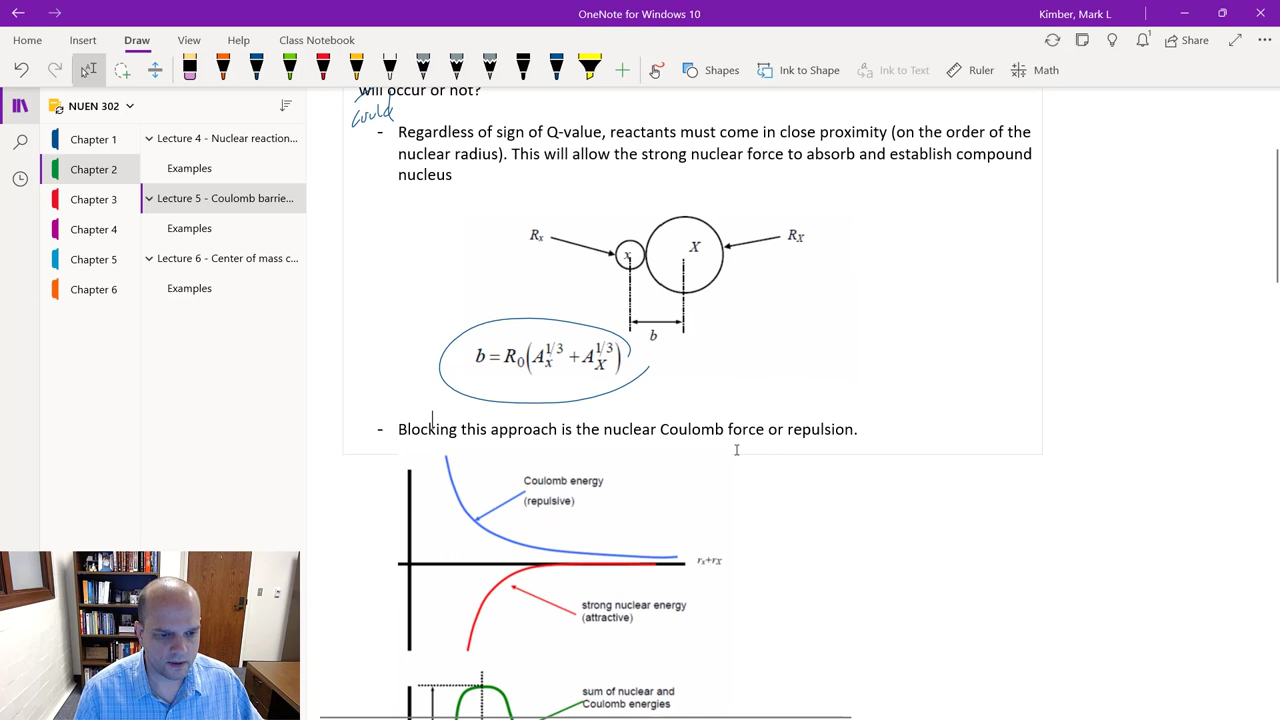 OneNote for Windows 10
Kimber, Mark L
Home
Insert
Draw
View
Help
Class Notebook
Share
Shapes
Ink to Shape
Ink to Text
Ruler
Math
NUEN 302
Chapter 1
Chapter 2
Chapter 3
Chapter 4
Chapter 5
Chapter 6
Lecture 4 - Nuclear reaction...
Examples
Lecture 5 - Coulomb barrie...
Examples
Lecture 6 - Center of mass c...
Examples
will occur or not?
Could
- Regardless of sign of Q-value, reactants must come in close proximity (on the order of the
nuclear radius). This will allow the strong nuclear force to absorb and establish compound
nucleus
Rx
x
X
RX
b
b = R0(Ax^1/3 + AX^1/3)
- Blocking this approach is the nuclear Coulomb force or repulsion.
Coulomb energy
(repulsive)
rx+rX
strong nuclear energy
(attractive)
sum of nuclear and
Coulomb energies